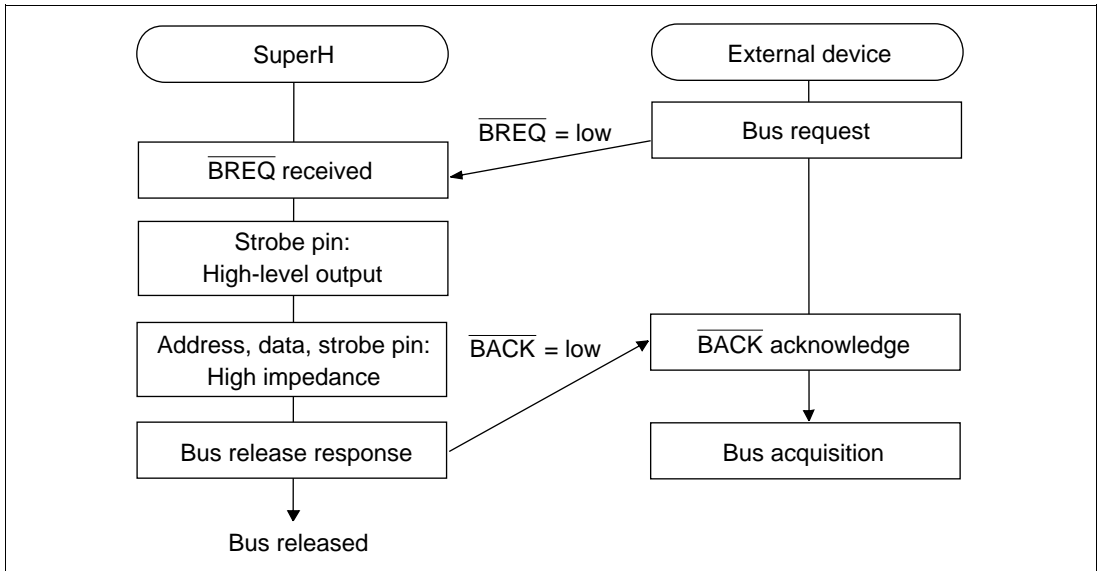 SuperH
External device
BREQ = low
Bus request
BREQ received
Strobe pin:
High-level output
Address, data, strobe pin:
High impedance
BACK = low
BACK acknowledge
Bus release response
Bus acquisition
Bus released